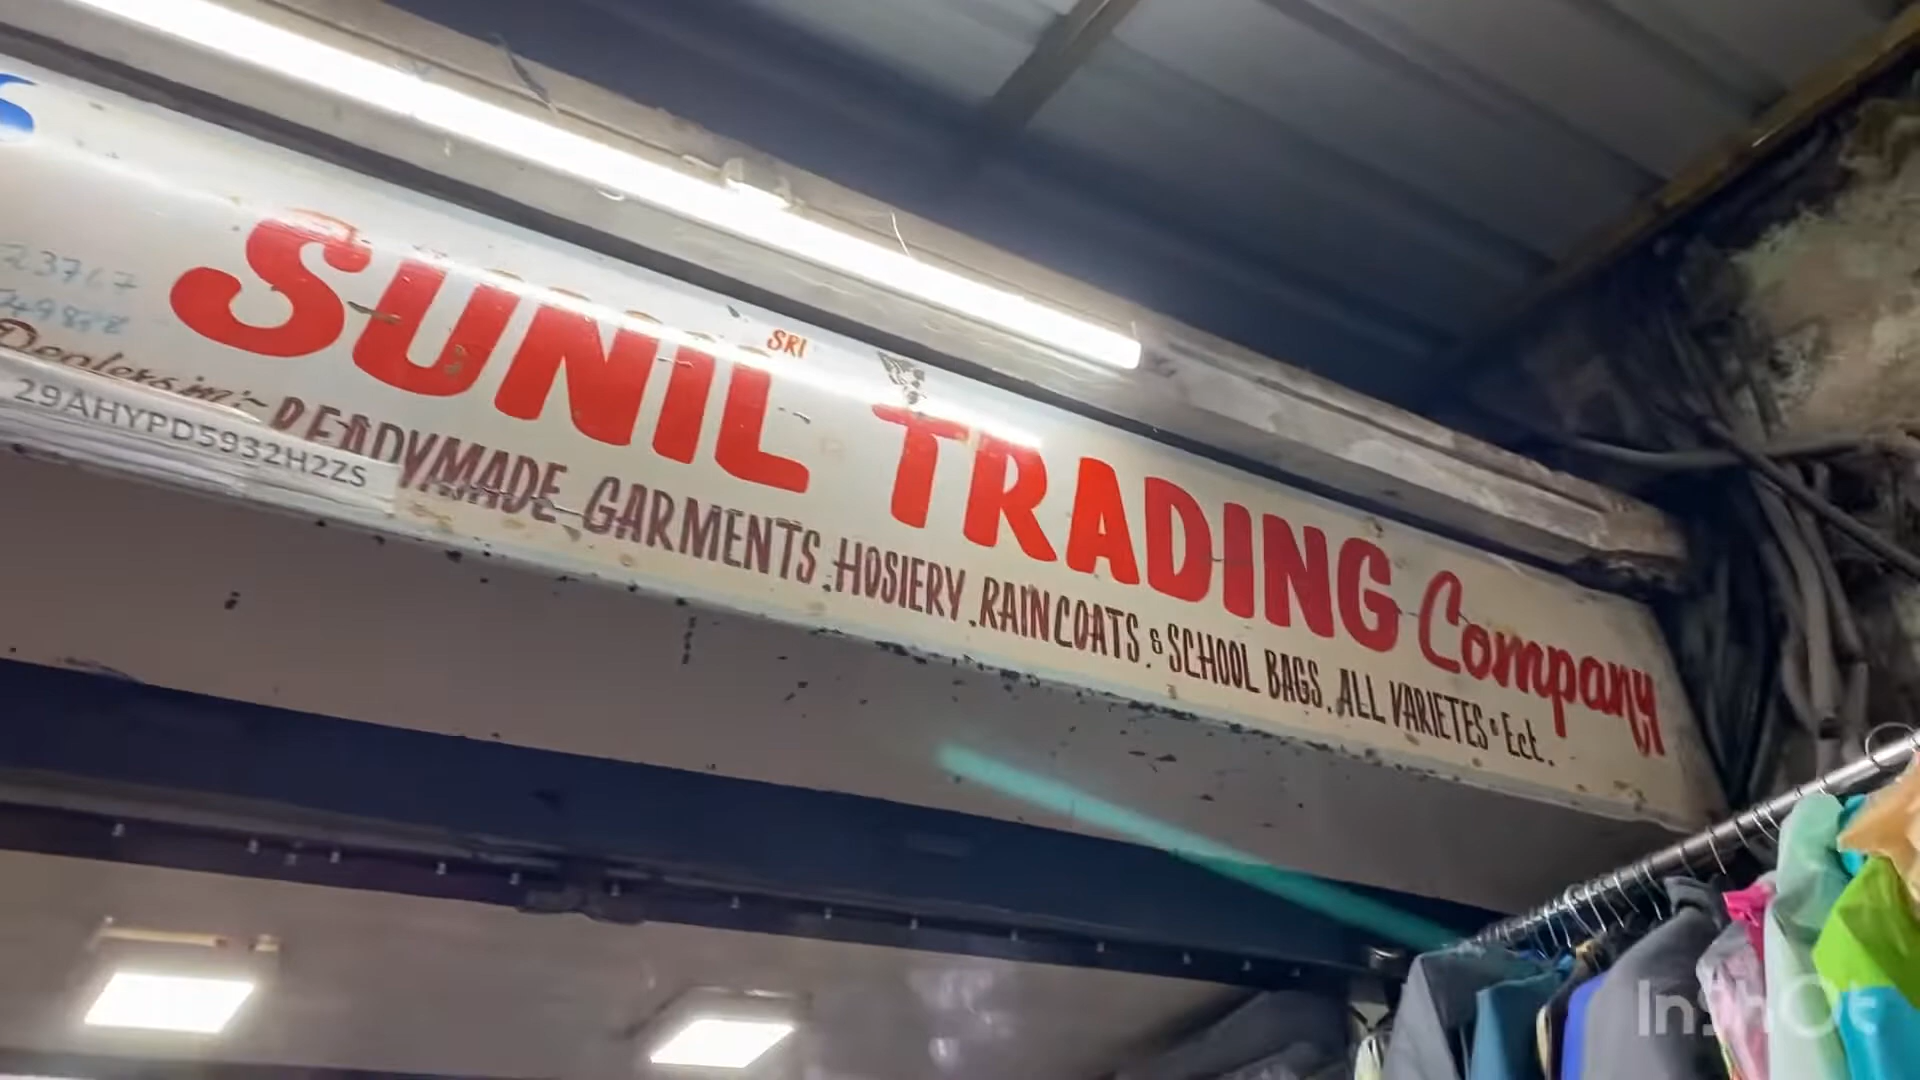 SRI
SUNIL TRADING Company
Dealers in:-
READYMADE GARMENTS. HOSIERY. RAINCOATS. & SCHOOL BAGS. ALL VARIETES & Ect.
29AHYPD5932H2ZS
InShOt